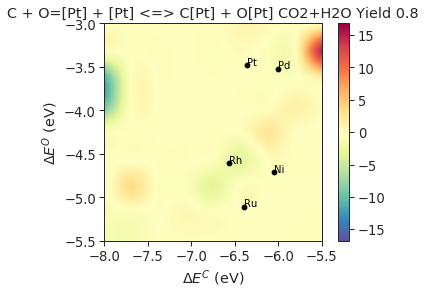 C + O=[Pt] + [Pt] <=> C[Pt] + O[Pt] CO2+H2O Yield 0.8
−3.0
−3.5
−4.0
−4.5
−5.0
−5.5
ΔE^O (eV)
Pt
Pd
Rh
Ni
Ru
−8.0 −7.5 −7.0 −6.5 −6.0 −5.5
ΔE^C (eV)
15
10
5
0
−5
−10
−15